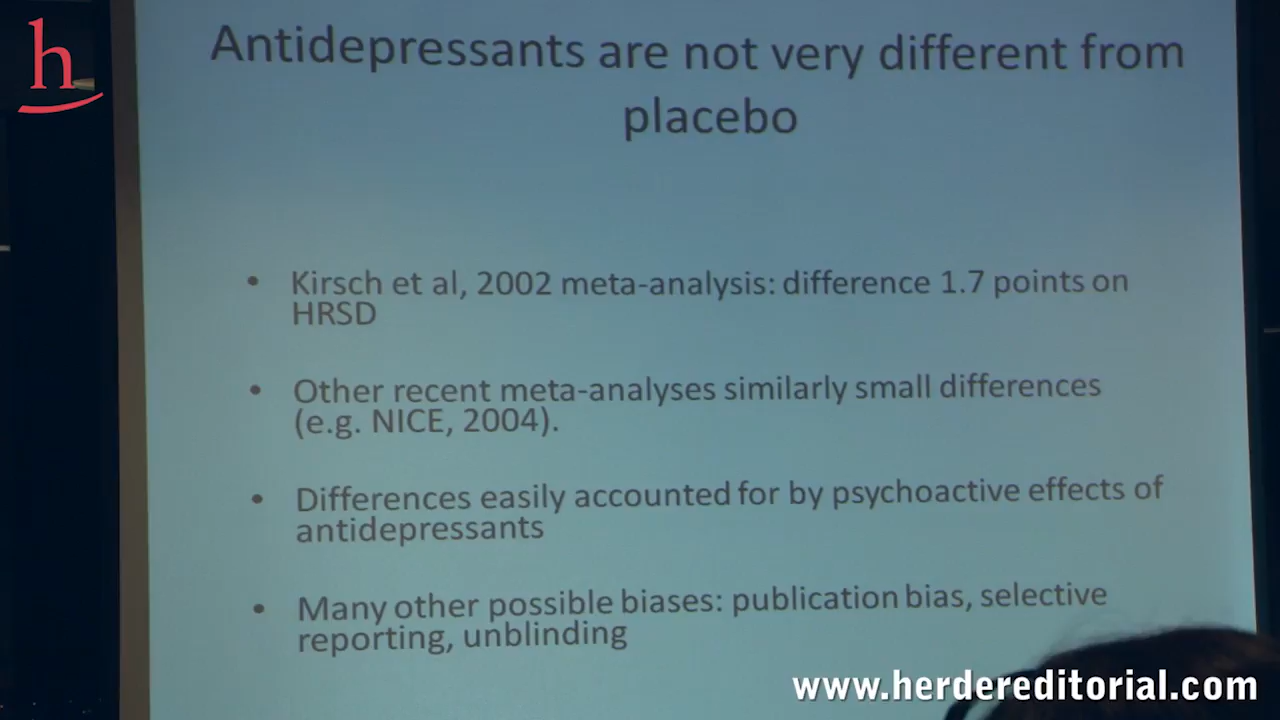 h
Antidepressants are not very different from
placebo
• Kirsch et al, 2002 meta-analysis: difference 1.7 points on
HRSD
• Other recent meta-analyses similarly small differences
(e.g. NICE, 2004).
• Differences easily accounted for by psychoactive effects of
antidepressants
• Many other possible biases: publication bias, selective
reporting, unblinding
www.herdereditorial.com